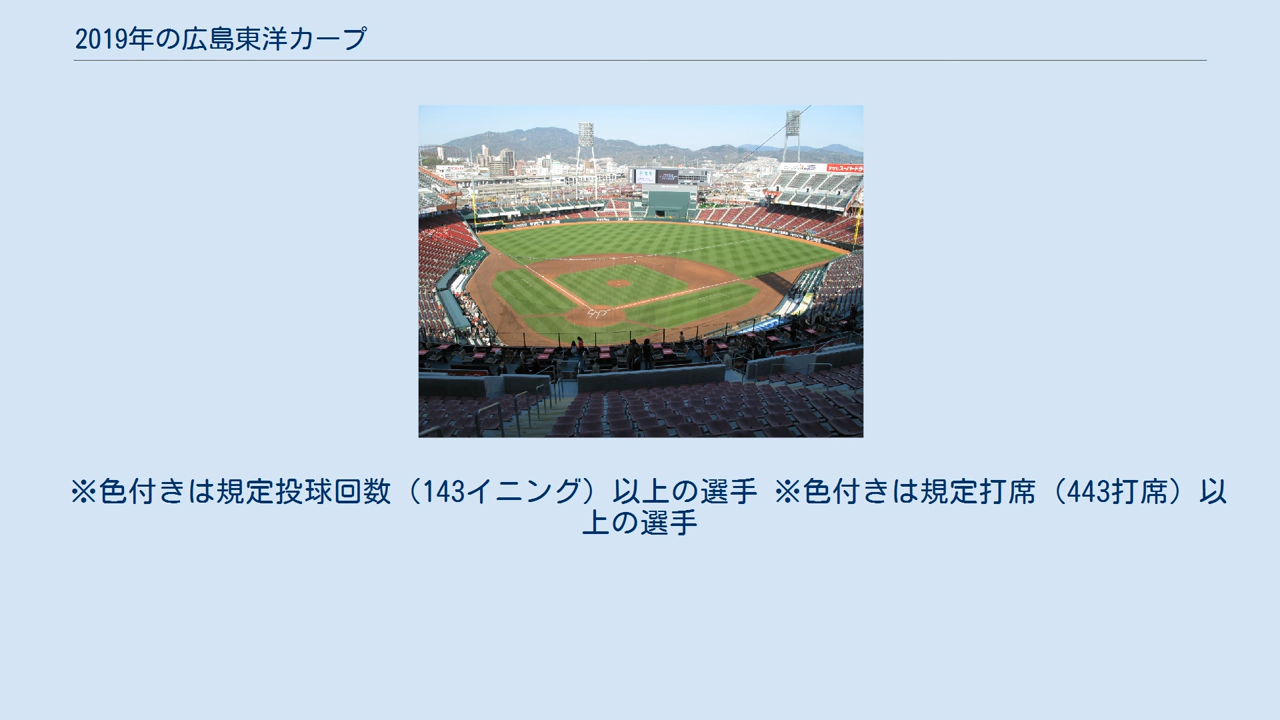 2019年の広島東洋カープ
※色付きは規定投球回数（143イニング）以上の選手 ※色付きは規定打席（443打席）以
上の選手